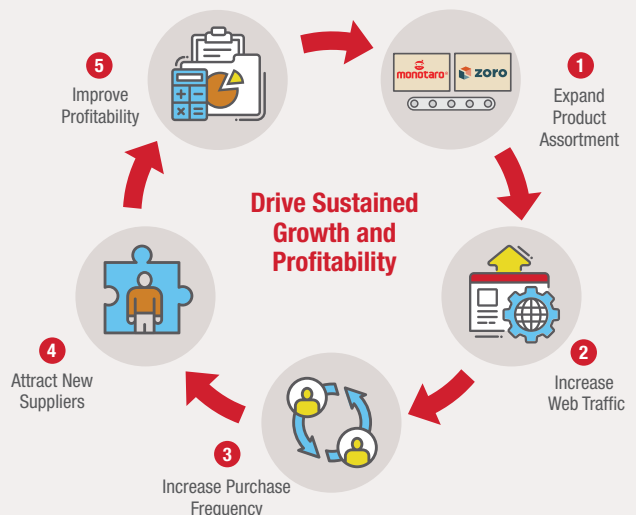 5
Improve
Profitability
monotaro
zoro
1
Expand
Product
Assortment
Drive Sustained
Growth and
Profitability
2
Increase
Web Traffic
4
Attract New
Suppliers
3
Increase Purchase
Frequency